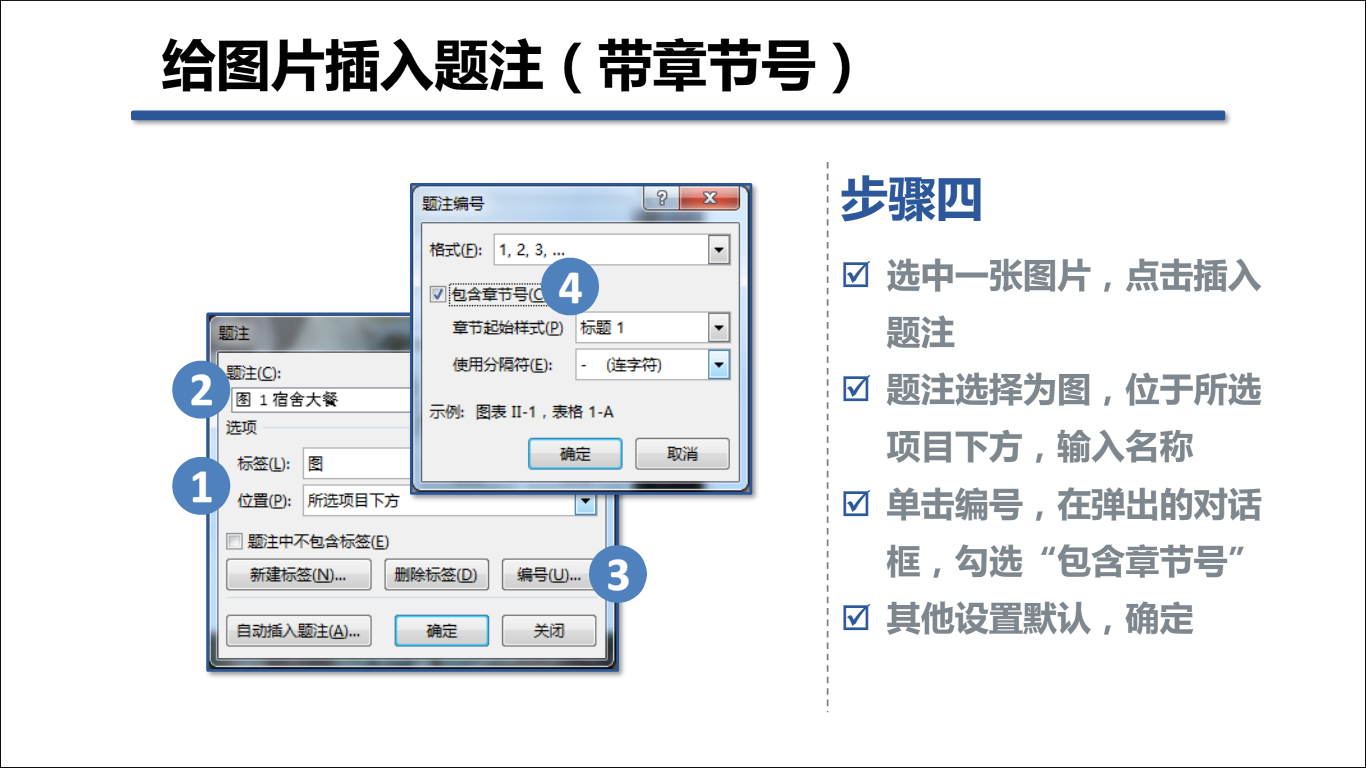 给图片插入题注（带章节号）
题注编号
格式(F): 1, 2, 3, ...
包含章节号(C
4
章节起始样式(P) 标题 1
使用分隔符(E): - (连字符)
示例: 图表 II-1，表格 1-A
确定 取消
题注
题注(C):
2
图 1 宿舍大餐
选项
标签(L): 图
1
位置(P): 所选项目下方
题注中不包含标签(E)
新建标签(N)... 删除标签(D) 编号(U)...
3
自动插入题注(A)... 确定 关闭
步骤四
选中一张图片，点击插入
题注
题注选择为图，位于所选
项目下方，输入名称
单击编号，在弹出的对话
框，勾选“包含章节号”
其他设置默认，确定